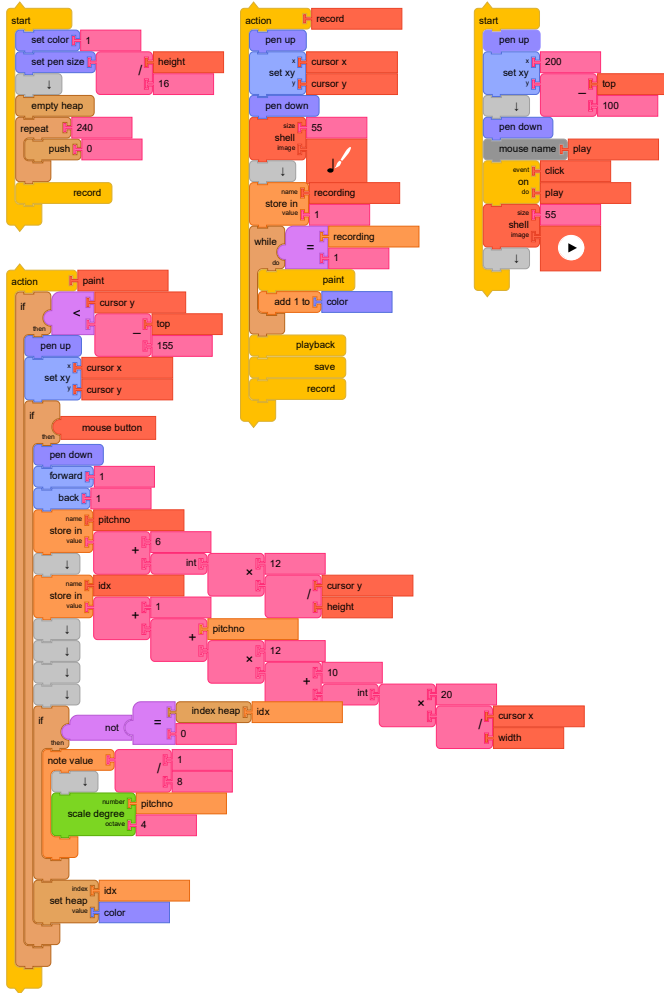 start
set color 1
set pen size / height
↓ 16
empty heap
repeat 240
push 0
record
action record
pen up
x cursor x
set xy
y cursor y
pen down
size 55
shell
image
↓
name recording
store in
value 1
while = recording
do 1
paint
add 1 to color
playback
save
record
start
pen up
x 200
set xy
y − top
↓ 100
pen down
mouse name play
event click
on
do play
size 55
shell
image
↓
action paint
if < cursor y
then − top
155
pen up
x cursor x
set xy
y cursor y
if
then mouse button
pen down
forward 1
back 1
name pitchno
store in
value + 6
↓ int × 12
name idx / cursor y
store in height
value + 1
↓ + pitchno
↓ × 12
↓ + 10
↓ int × 20
if index heap idx / cursor x
then not = 0 width
note value / 1
↓ 8
number pitchno
scale degree
octave 4
index idx
set heap
value color